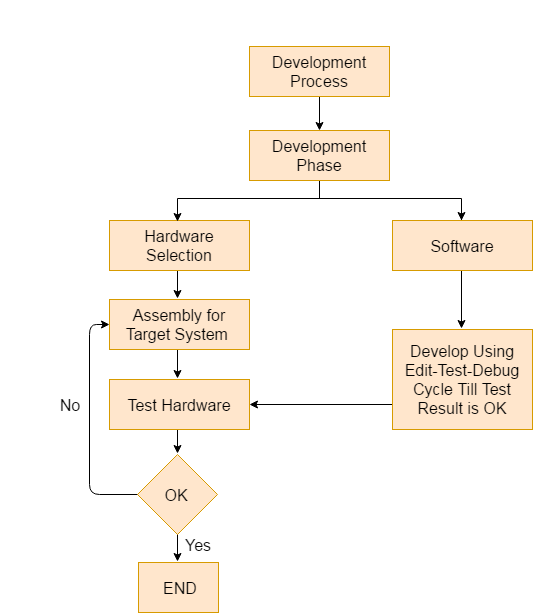 Development
Process
Development
Phase
Hardware
Selection
Software
Assembly for
Target System
Develop Using
Edit-Test-Debug
Cycle Till Test
Result is OK
Test Hardware
No
OK
Yes
END